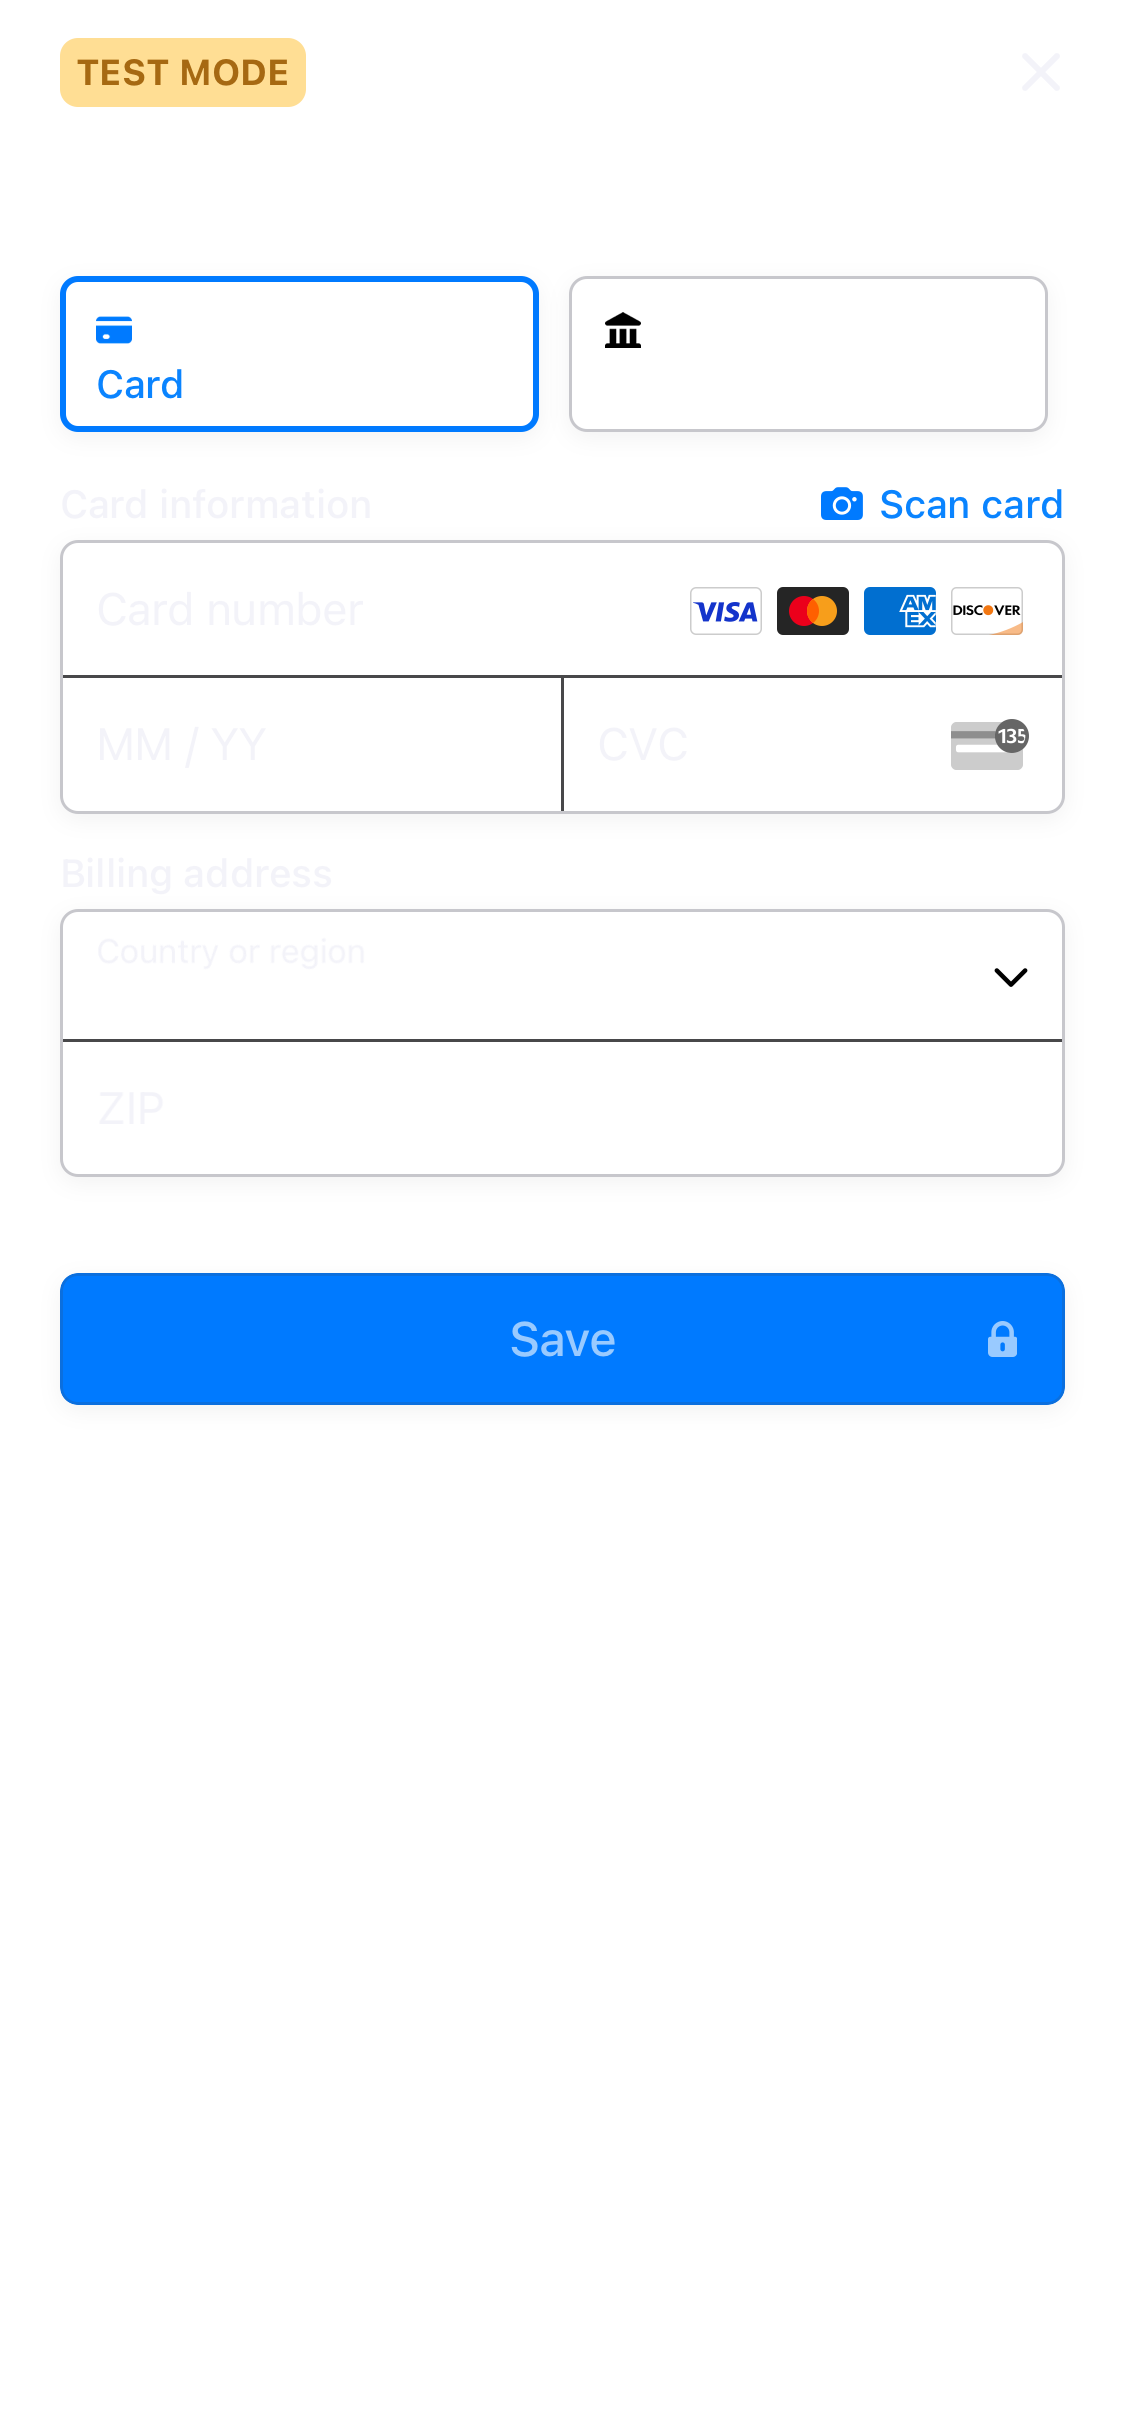 TEST MODE
Card
Card information
Scan card
Card number
VISA
AM
EX
DISCOVER
MM / YY
CVC
135
Billing address
Country or region
ZIP
Save